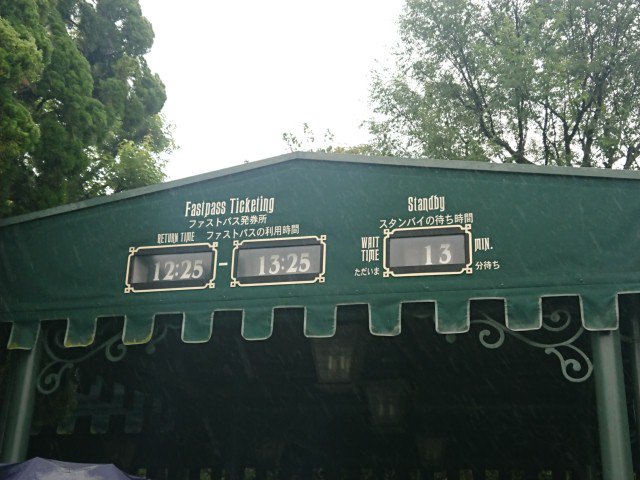 Fastpass Ticketing
ファストパス発券所
RETURN TIME ファストパスの利用時間
12:25 – 13:25
Standby
スタンバイの待ち時間
WAIT TIME 13 MIN.
ただいま 分待ち